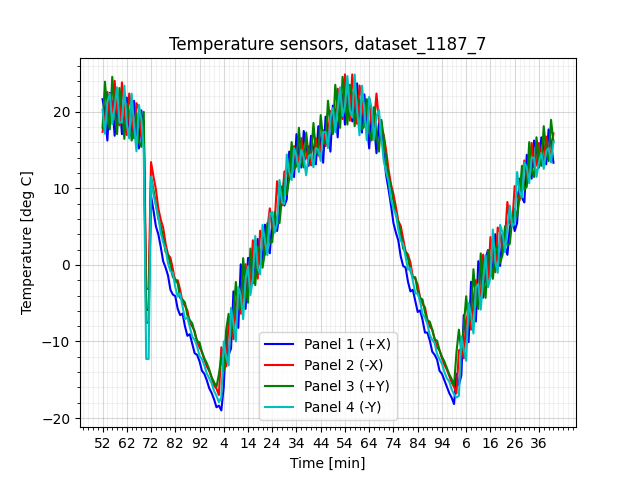 Temperature sensors, dataset_1187_7
Temperature [deg C]
20
10
0
−10
−20
Panel 1 (+X)
Panel 2 (-X)
Panel 3 (+Y)
Panel 4 (-Y)
52 62 72 82 92 4 14 24 34 44 54 64 74 84 94 6 16 26 36
Time [min]